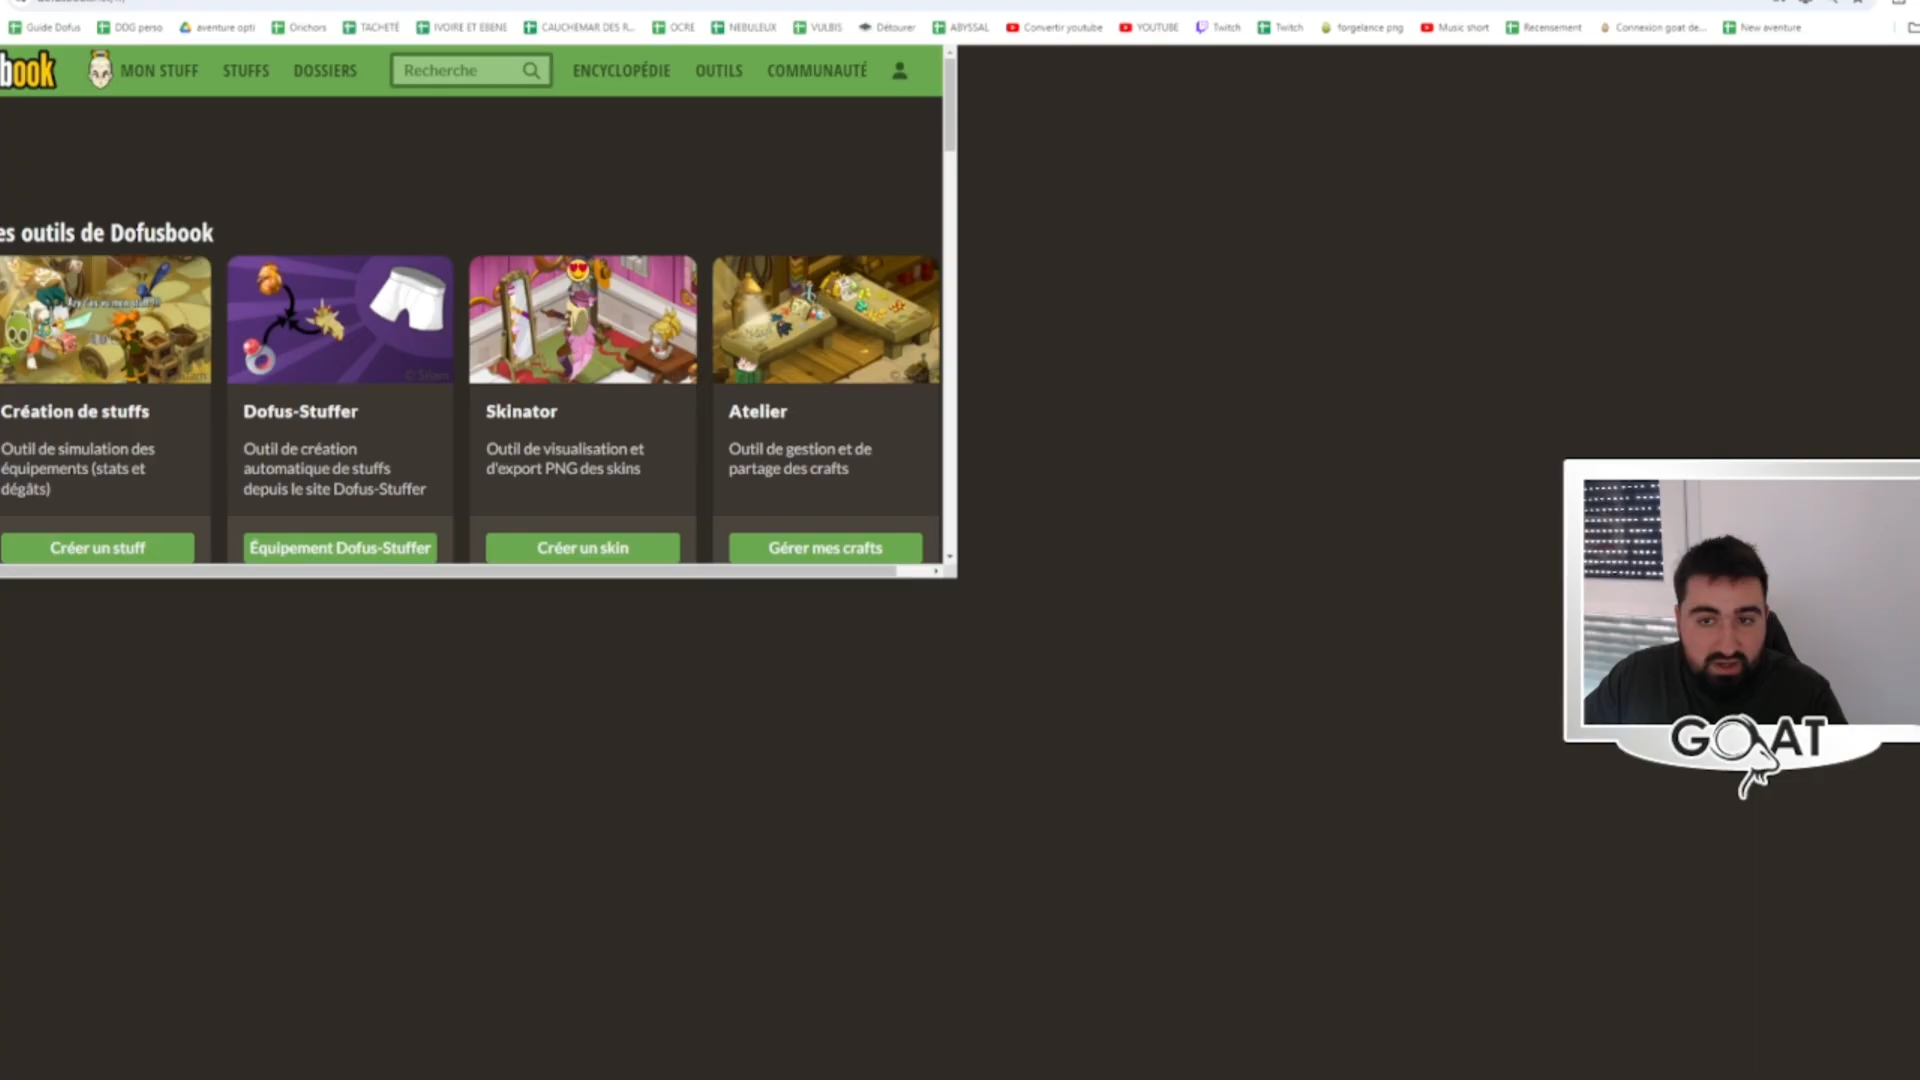 Guide Dofus DDG perso aventure opti Orichors TACHETÉ IVOIRE ET EBENE CAUCHEMAR DES R... OCRE NEBULEUX VULBIS Détourer ABYSSAL Convertir youtube YOUTUBE Twitch Twitch forgelance png Music short Recensement Connexion goat de... New aventure
book MON STUFF STUFFS DOSSIERS Recherche ENCYCLOPÉDIE OUTILS COMMUNAUTÉ
es outils de Dofusbook
Création de stuffs
Outil de simulation des
équipements (stats et
dégâts)
Créer un stuff
Dofus-Stuffer
Outil de création
automatique de stuffs
depuis le site Dofus-Stuffer
Équipement Dofus-Stuffer
Skinator
Outil de visualisation et
d'export PNG des skins
Créer un skin
Atelier
Outil de gestion et de
partage des crafts
Gérer mes crafts
GOAT